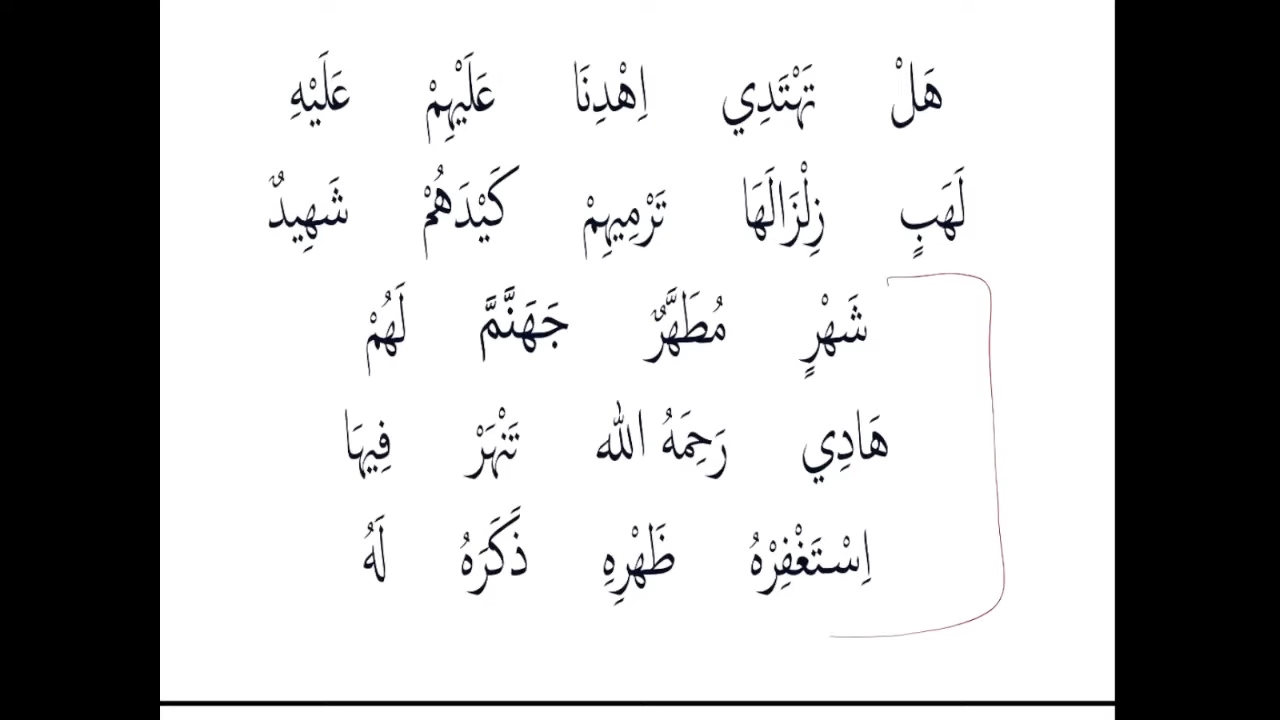 هَلْ تَهْتَدِي اِهْدِنَا عَلَيْهِمْ عَلَيْهِ
لَهَبٍ زِلْزَالَهَا تَرْمِيهِمْ كَيْدَهُمْ شَهِيدٌ
شَهْرٍ مُطَهَّرٌ جَهَنَّمَّ لَهُمْ
هَادِي رَحِمَهُ الله تَنْهَرْ فِيهَا
اِسْتَغْفِرْهُ ظَهْرِهِ ذَكَرَهُ لَهُ